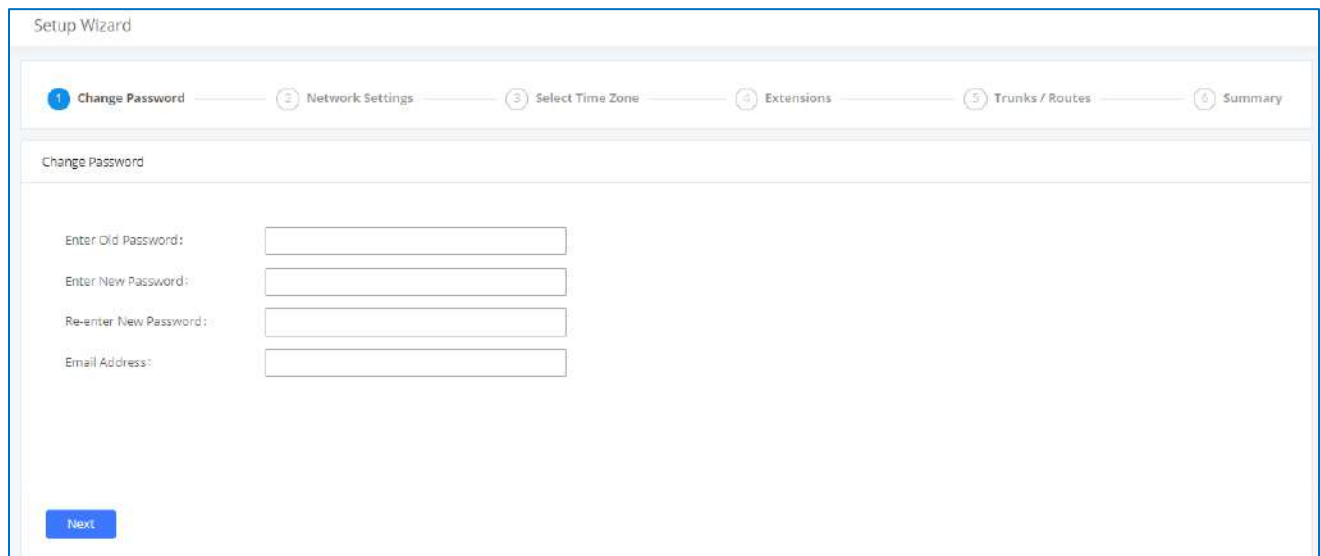 Setup Wizard
1 Change Password 2 Network Settings 3 Select Time Zone 4 Extensions 5 Trunks / Routes 6 Summary
Change Password
Enter Old Password:
Enter New Password:
Re-enter New Password:
Email Address:
Next